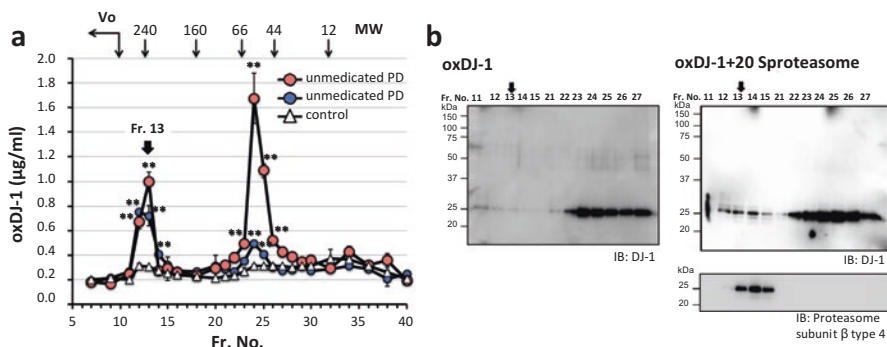 a
Vo
240
160
66
44
12
MW
unmedicated PD
unmedicated PD
control
Fr. 13
**
**
**
**
**
**
**
**
**
**
**
oxDJ-1 (μg/ml)
2.0
1.8
1.6
1.4
1.2
1.0
0.8
0.6
0.4
0.2
0.0
5
10
15
20
25
30
35
40
Fr. No.
b
oxDJ-1
Fr. No. 11 12 13 14 15 21 22 23 24 25 26 27
kDa
150
100
75
50
37
25
20
IB: DJ-1
oxDJ-1+20 Sproteasome
Fr. No. 11 12 13 14 15 21 22 23 24 25 26 27
kDa
150
100
75
50
37
25
20
IB: DJ-1
kDa
25
20
IB: Proteasome
subunit β type 4